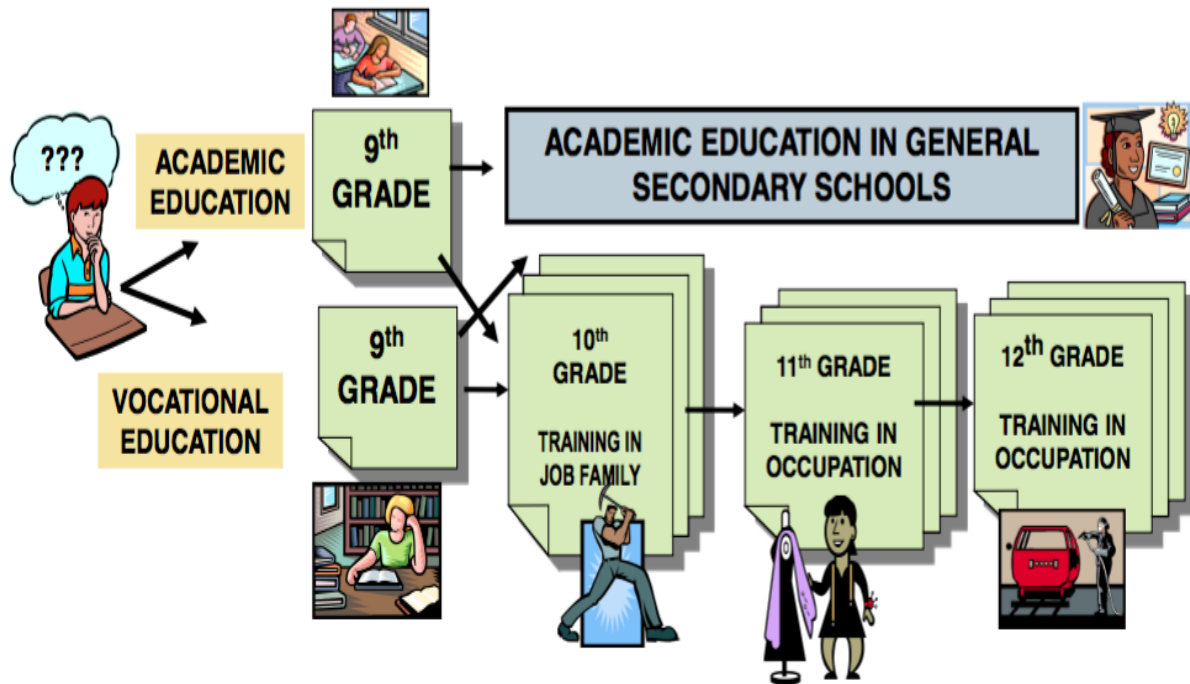 ???
ACADEMIC
EDUCATION
VOCATIONAL
EDUCATION
9th
GRADE
ACADEMIC EDUCATION IN GENERAL
SECONDARY SCHOOLS
9th
GRADE
10th
GRADE
TRAINING IN
JOB FAMILY
11th GRADE
TRAINING IN
OCCUPATION
12th GRADE
TRAINING IN
OCCUPATION